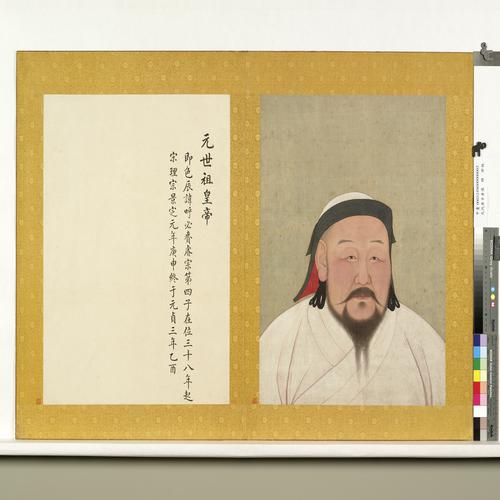 元世祖皇帝
即色辰諱呼必賚睿宗第四子在位三十八年起
宋理宗景定元年庚申終于元貞三年乙酉